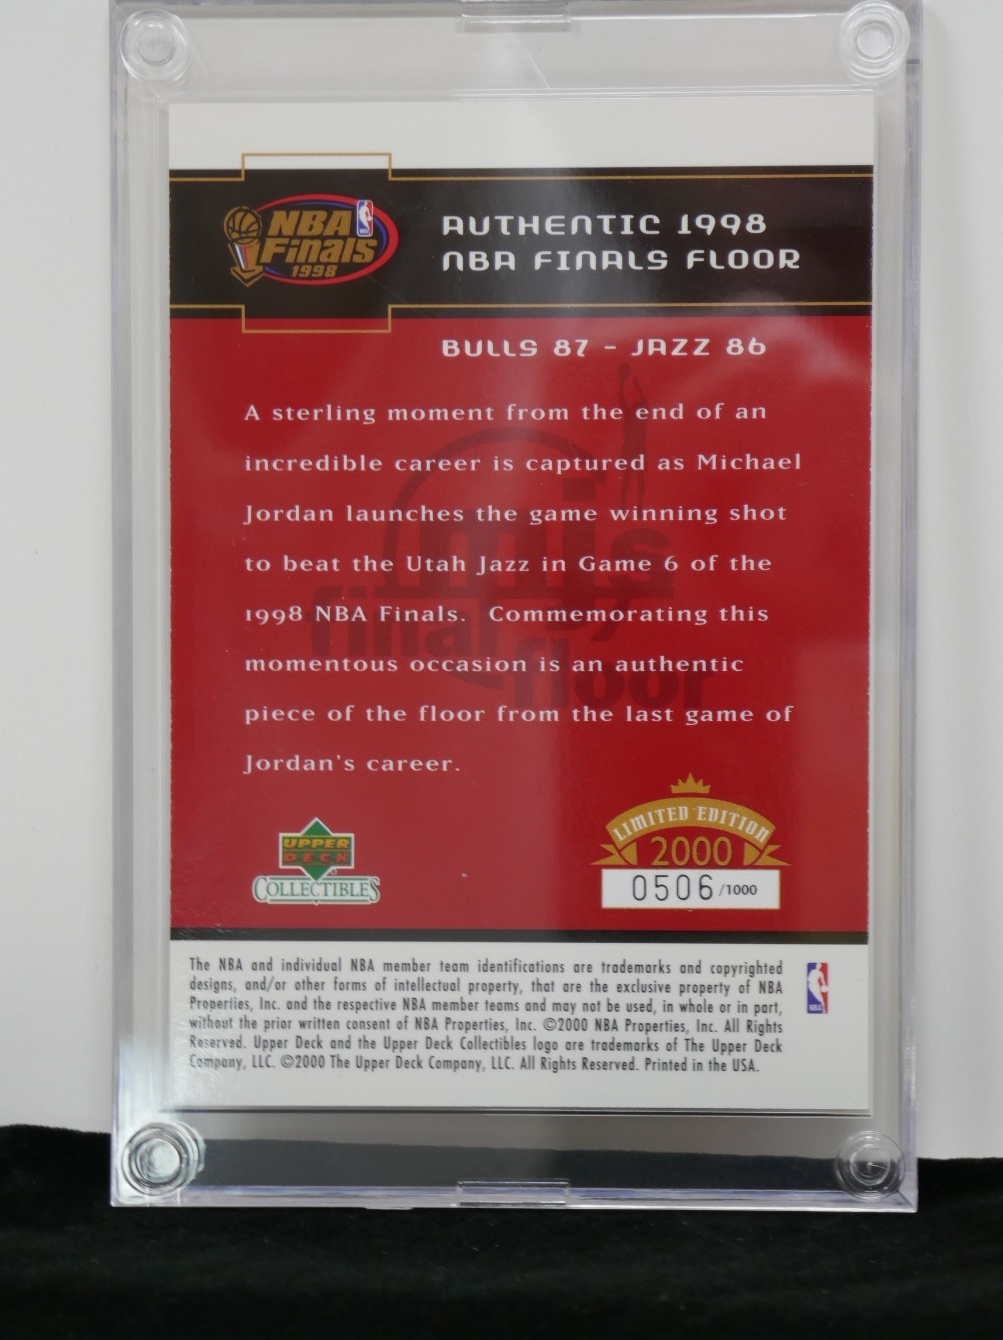 NBA
Finals
1998
AUTHENTIC 1998
NBA FINALS FLOOR
BULLS 87 - JAZZ 86
A sterling moment from the end of an
incredible career is captured as Michael
Jordan launches the game winning shot
to beat the Utah Jazz in Game 6 of the
1998 NBA Finals. Commemorating this
momentous occasion is an authentic
piece of the floor from the last game of
Jordan's career.
mj's
final
floor
UPPER
DECK
COLLECTIBLES
LIMITED EDITION
2000
0506/1000
The NBA and individual NBA member team identifications are trademarks and copyrighted
designs, and/or other forms of intellectual property, that are the exclusive property of NBA
Properties, Inc. and the respective NBA member teams and may not be used, in whole or in part,
without the prior written consent of NBA Properties, Inc. ©2000 NBA Properties, Inc. All Rights
Reserved. Upper Deck and the Upper Deck Collectibles logo are trademarks of The Upper Deck
Company, LLC. ©2000 The Upper Deck Company, LLC. All Rights Reserved. Printed in the USA.
NBA